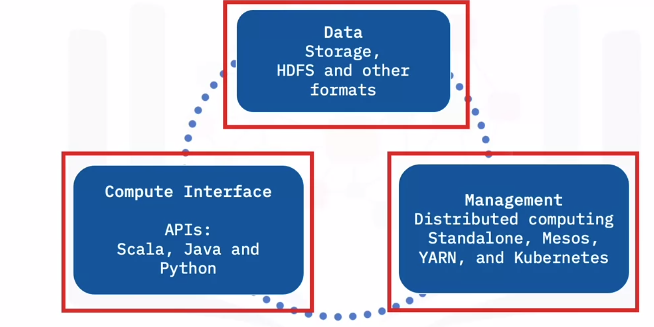 Data
Storage,
HDFS and other
formats
Compute Interface
APIs:
Scala, Java and
Python
Management
Distributed computing
Standalone, Mesos,
YARN, and Kubernetes